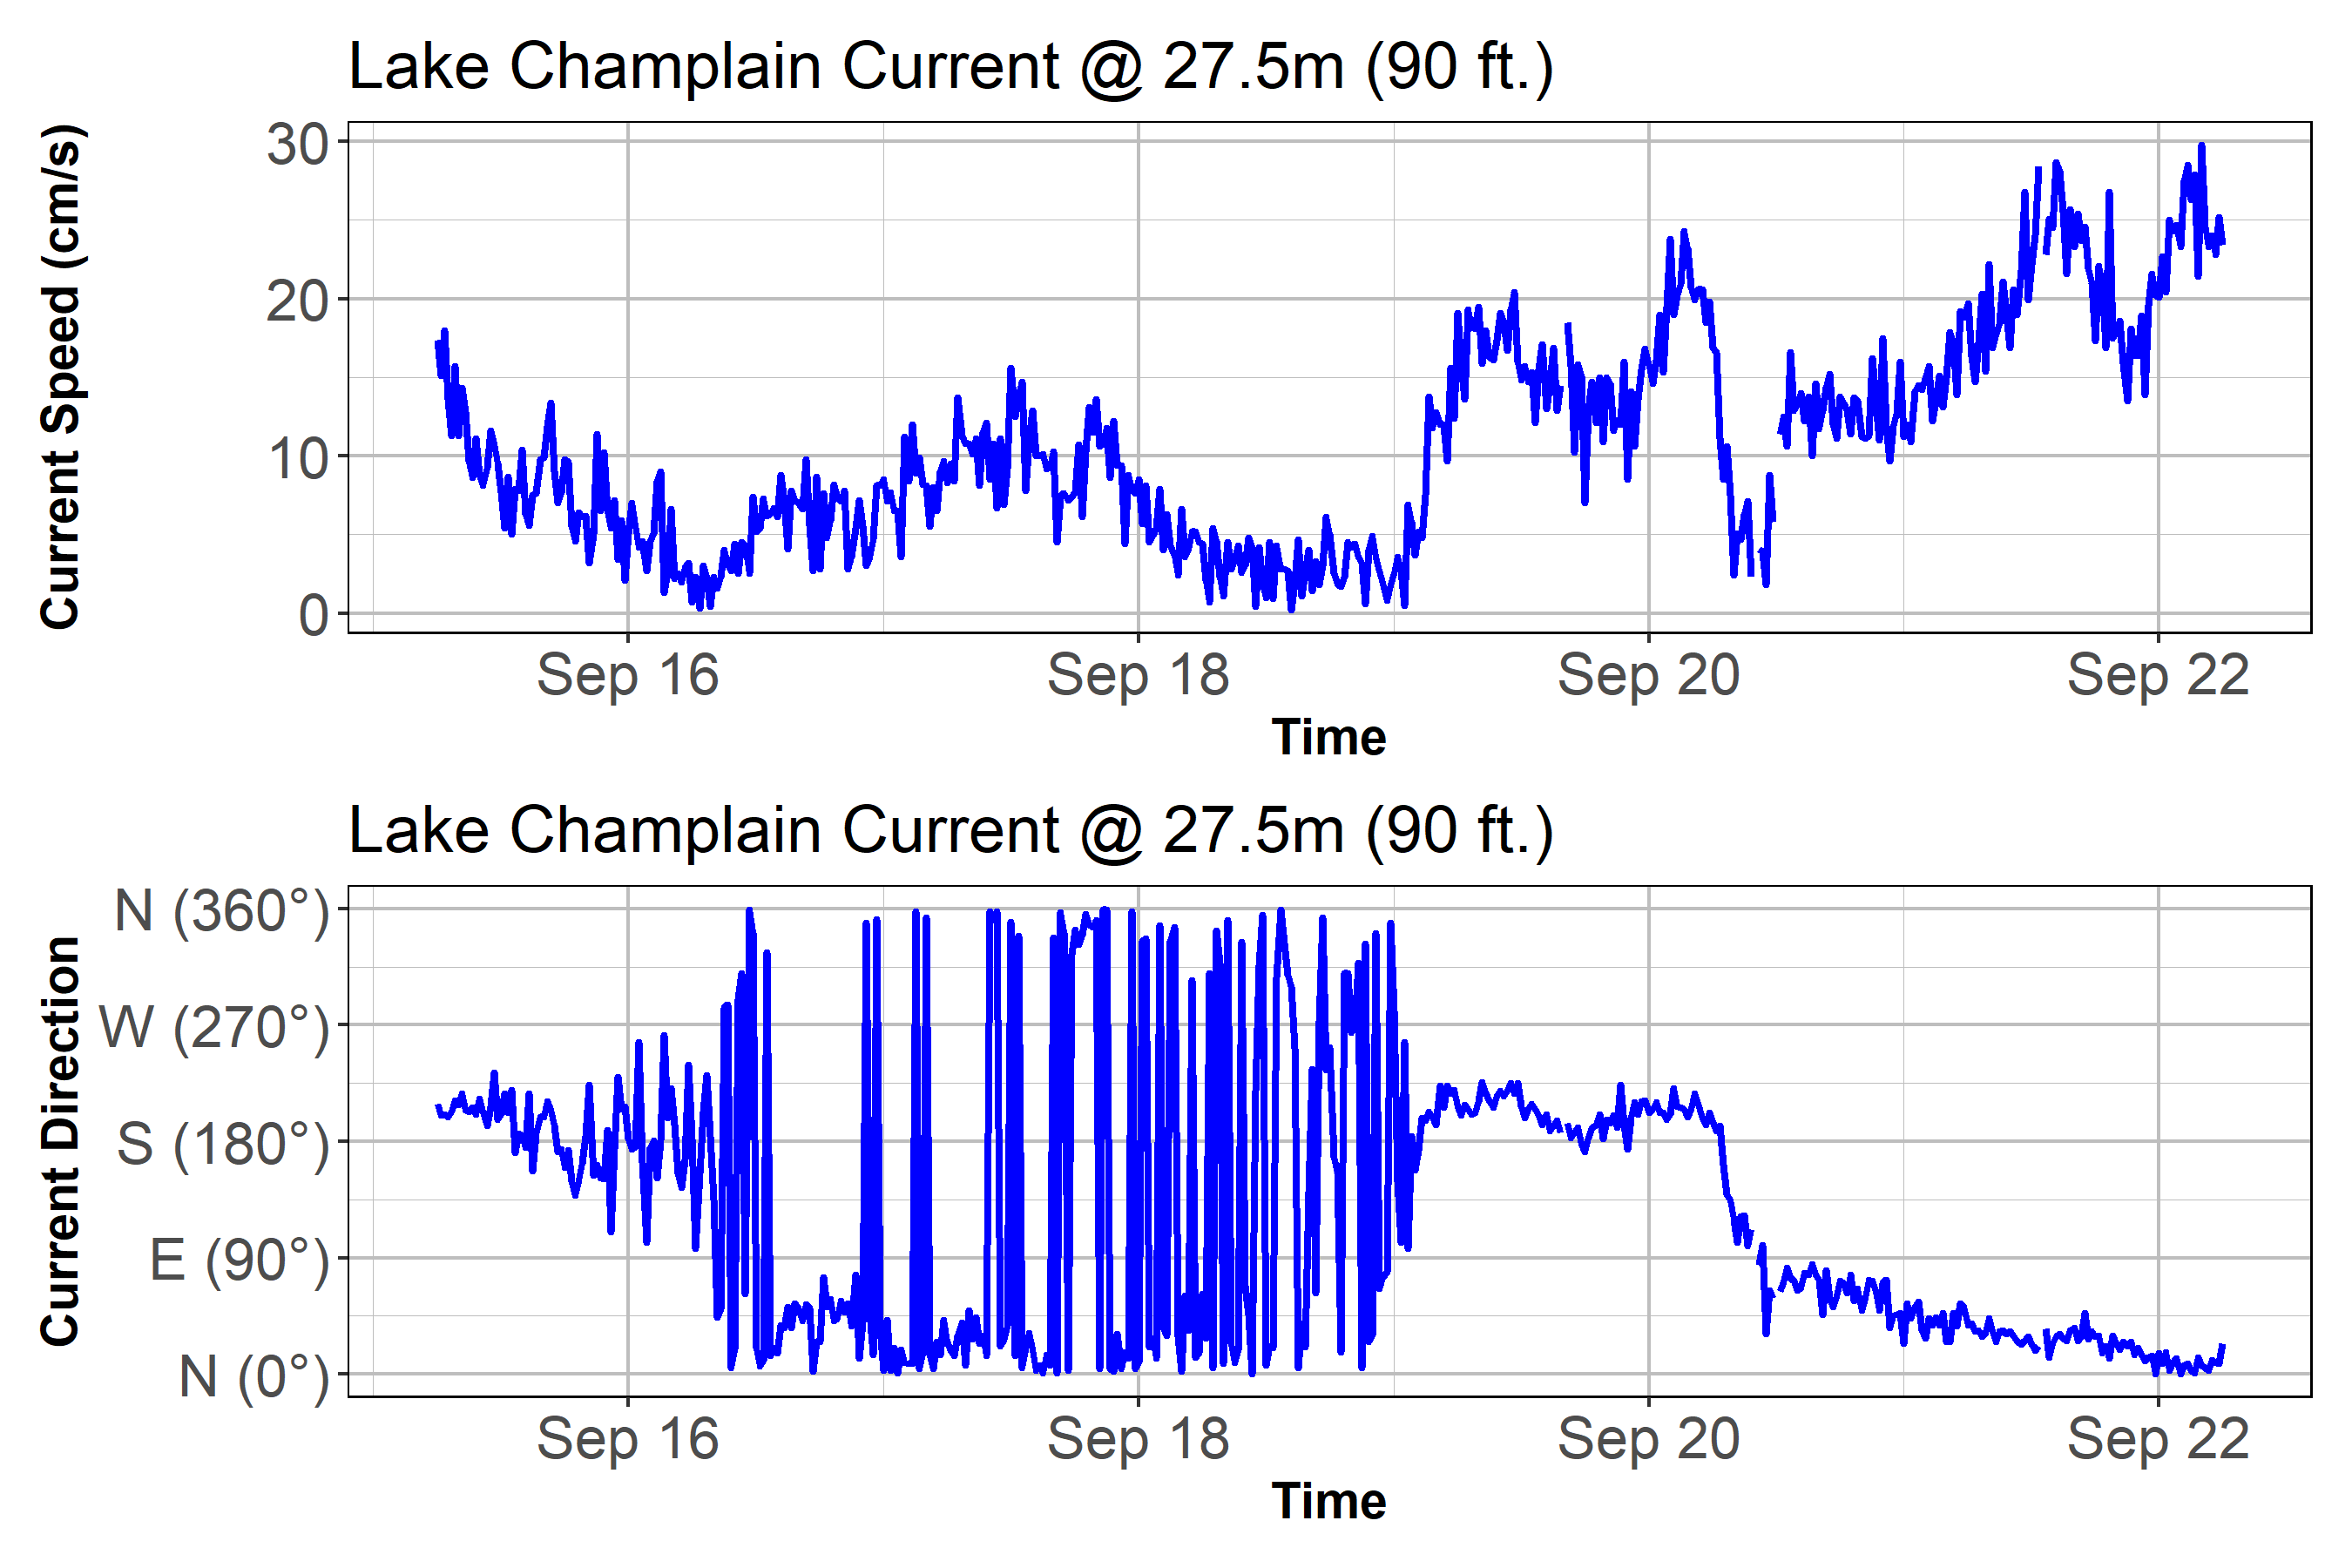 Lake Champlain Current @ 27.5m (90 ft.)
Current Speed (cm/s)
30
20
10
0
Sep 16 Sep 18 Sep 20 Sep 22
Time
Lake Champlain Current @ 27.5m (90 ft.)
Current Direction
N (360°)
W (270°)
S (180°)
E (90°)
N (0°)
Sep 16 Sep 18 Sep 20 Sep 22
Time